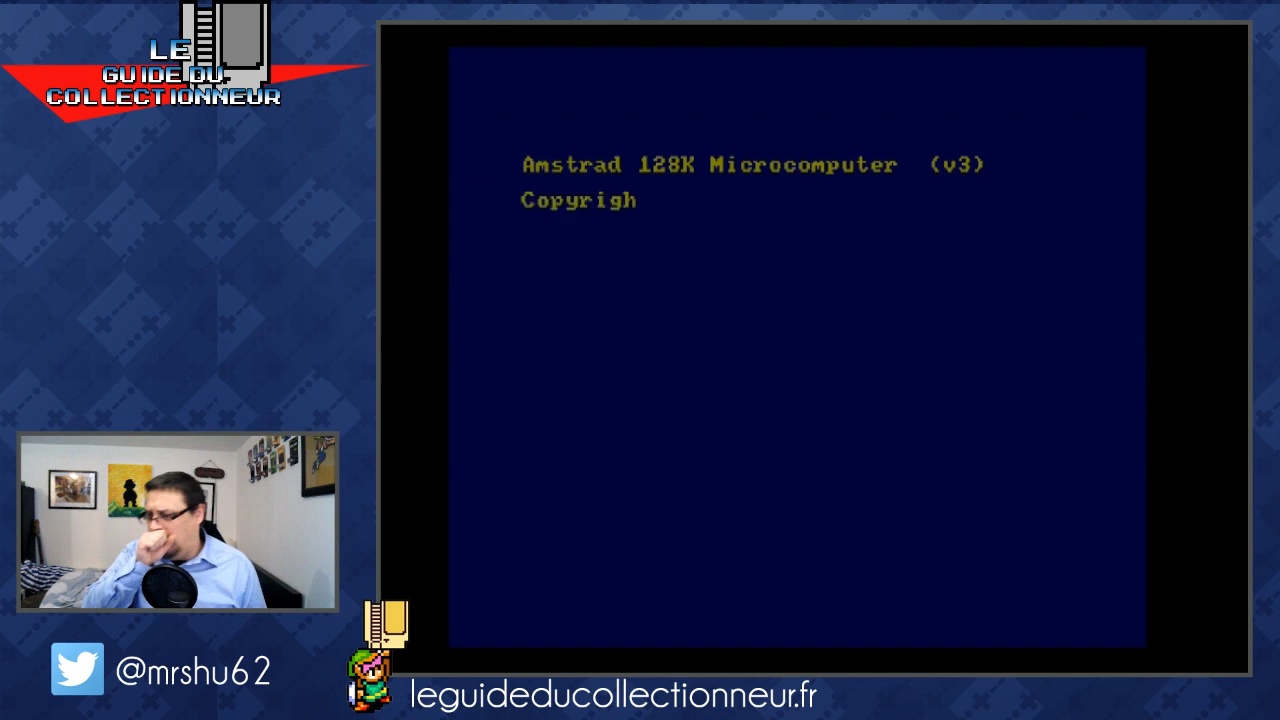 LE
GUIDE DU
COLLECTIONNEUR
Amstrad 128K Microcomputer (v3)
Copyrigh
@mrshu62
leguideducollectionneur.fr